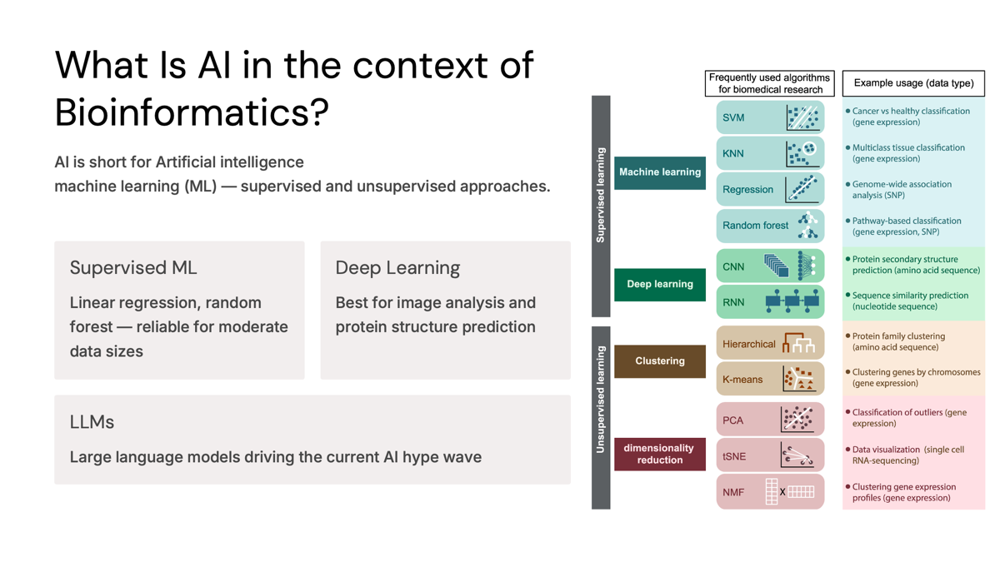 What Is AI in the context of
Bioinformatics?
AI is short for Artificial intelligence
machine learning (ML) — supervised and unsupervised approaches.
Supervised ML
Linear regression, random
forest — reliable for moderate
data sizes
Deep Learning
Best for image analysis and
protein structure prediction
LLMs
Large language models driving the current AI hype wave
Frequently used algorithms
for biomedical research
Example usage (data type)
Supervised learning
Machine learning
SVM
• Cancer vs healthy classification
(gene expression)
KNN
• Multiclass tissue classification
(gene expression)
Regression
• Genome-wide association
analysis (SNP)
Random forest
• Pathway-based classification
(gene expression, SNP)
Deep learning
CNN
• Protein secondary structure
prediction (amino acid sequence)
RNN
• Sequence similarity prediction
(nucleotide sequence)
Unsupervised learning
Clustering
Hierarchical
• Protein family clustering
(amino acid sequence)
K-means
• Clustering genes by chromosomes
(gene expression)
dimensionality
reduction
PCA
• Classification of outliers (gene
expression)
tSNE
• Data visualization (single cell
RNA-sequencing)
NMF
X
• Clustering gene expression
profiles (gene expression)